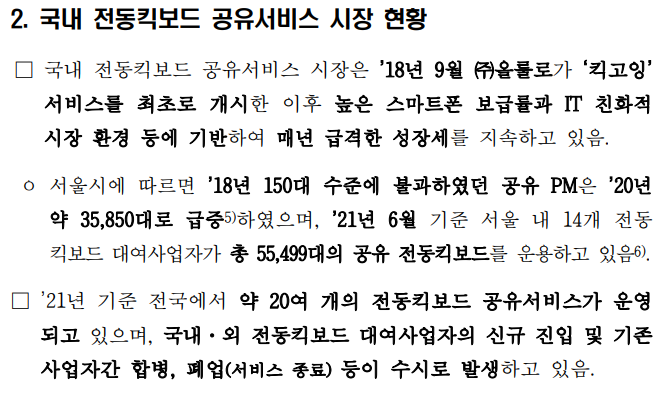 2. 국내 전동킥보드 공유서비스 시장 현황
□ 국내 전동킥보드 공유서비스 시장은 '18년 9월 ㈜올룰로가 '킥고잉'
서비스를 최초로 개시한 이후 높은 스마트폰 보급률과 IT 친화적
시장 환경 등에 기반하여 매년 급격한 성장세를 지속하고 있음.
ㅇ 서울시에 따르면 '18년 150대 수준에 불과하였던 공유 PM은 '20년
약 35,850대로 급증5)하였으며, '21년 6월 기준 서울 내 14개 전동
킥보드 대여사업자가 총 55,499대의 공유 전동킥보드를 운용하고 있음6).
□ '21년 기준 전국에서 약 20여 개의 전동킥보드 공유서비스가 운영
되고 있으며, 국내·외 전동킥보드 대여사업자의 신규 진입 및 기존
사업자간 합병, 폐업(서비스 종료) 등이 수시로 발생하고 있음.